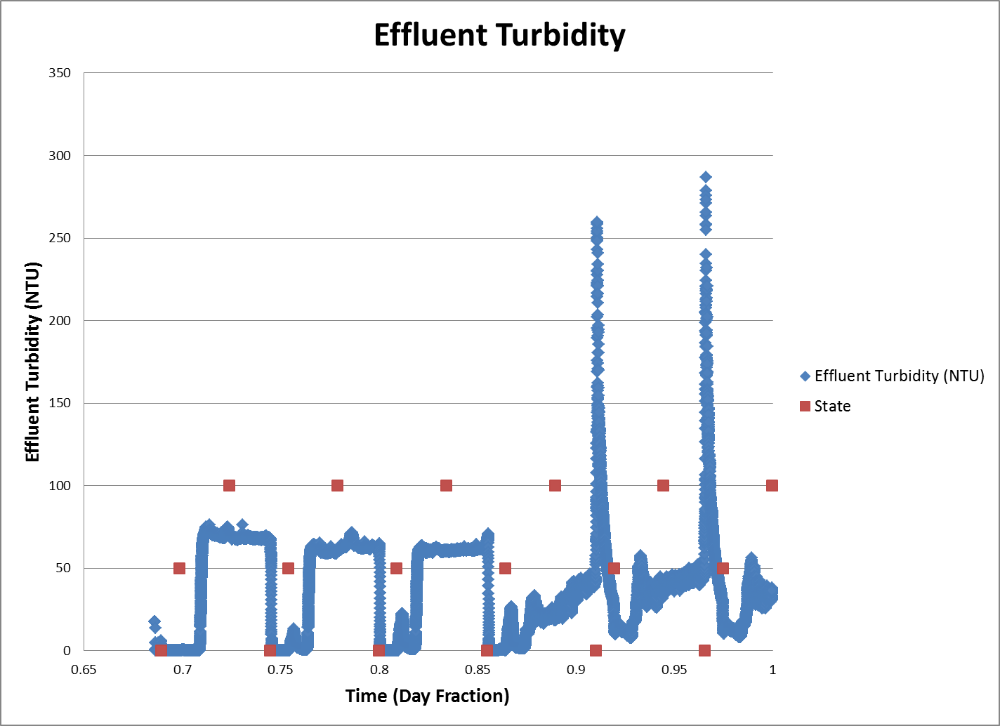 Effluent Turbidity
350
300
250
200
150
100
50
0
Effluent Turbidity (NTU)
0.65 0.7 0.75 0.8 0.85 0.9 0.95 1
Time (Day Fraction)
Effluent Turbidity (NTU)
State